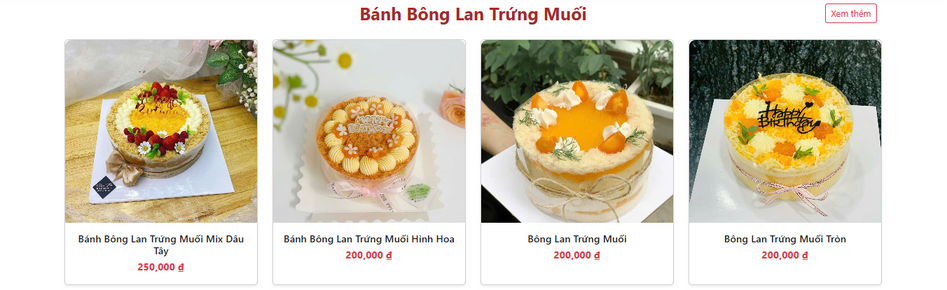 Bánh Bông Lan Trứng Muối
Xem thêm
Happy
Birthday
Bánh Bông Lan Trứng Muối Mix Dâu
Tây
250,000 ₫
Bánh Bông Lan Trứng Muối Hình Hoa
200,000 ₫
Bông Lan Trứng Muối
200,000 ₫
Bông Lan Trứng Muối Tròn
200,000 ₫